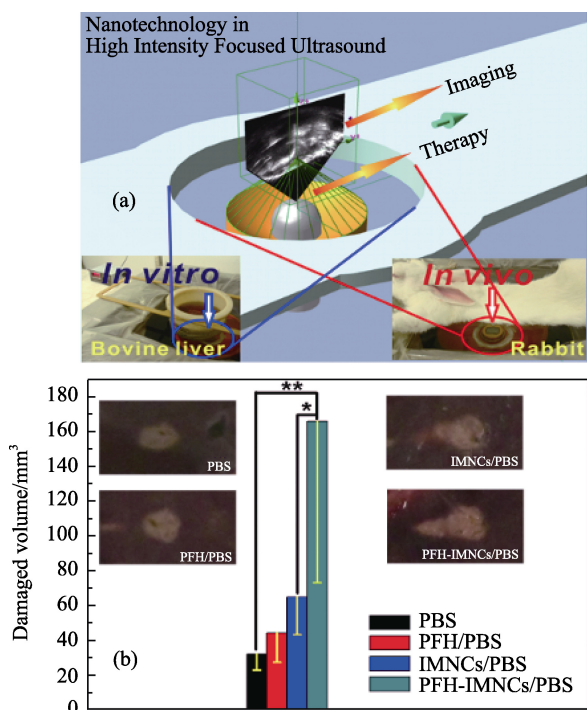 Nanotechnology in
High Intensity Focused Ultrasound
Imaging
Therapy
(a)
In vitro
In vivo
Bovine liver
Rabbit
180
160
140
120
100
80
60
40
20
0
Damaged volume/mm³
**
*
PBS
IMNCs/PBS
PFH/PBS
PFH-IMNCs/PBS
(b)
PBS
PFH/PBS
IMNCs/PBS
PFH-IMNCs/PBS